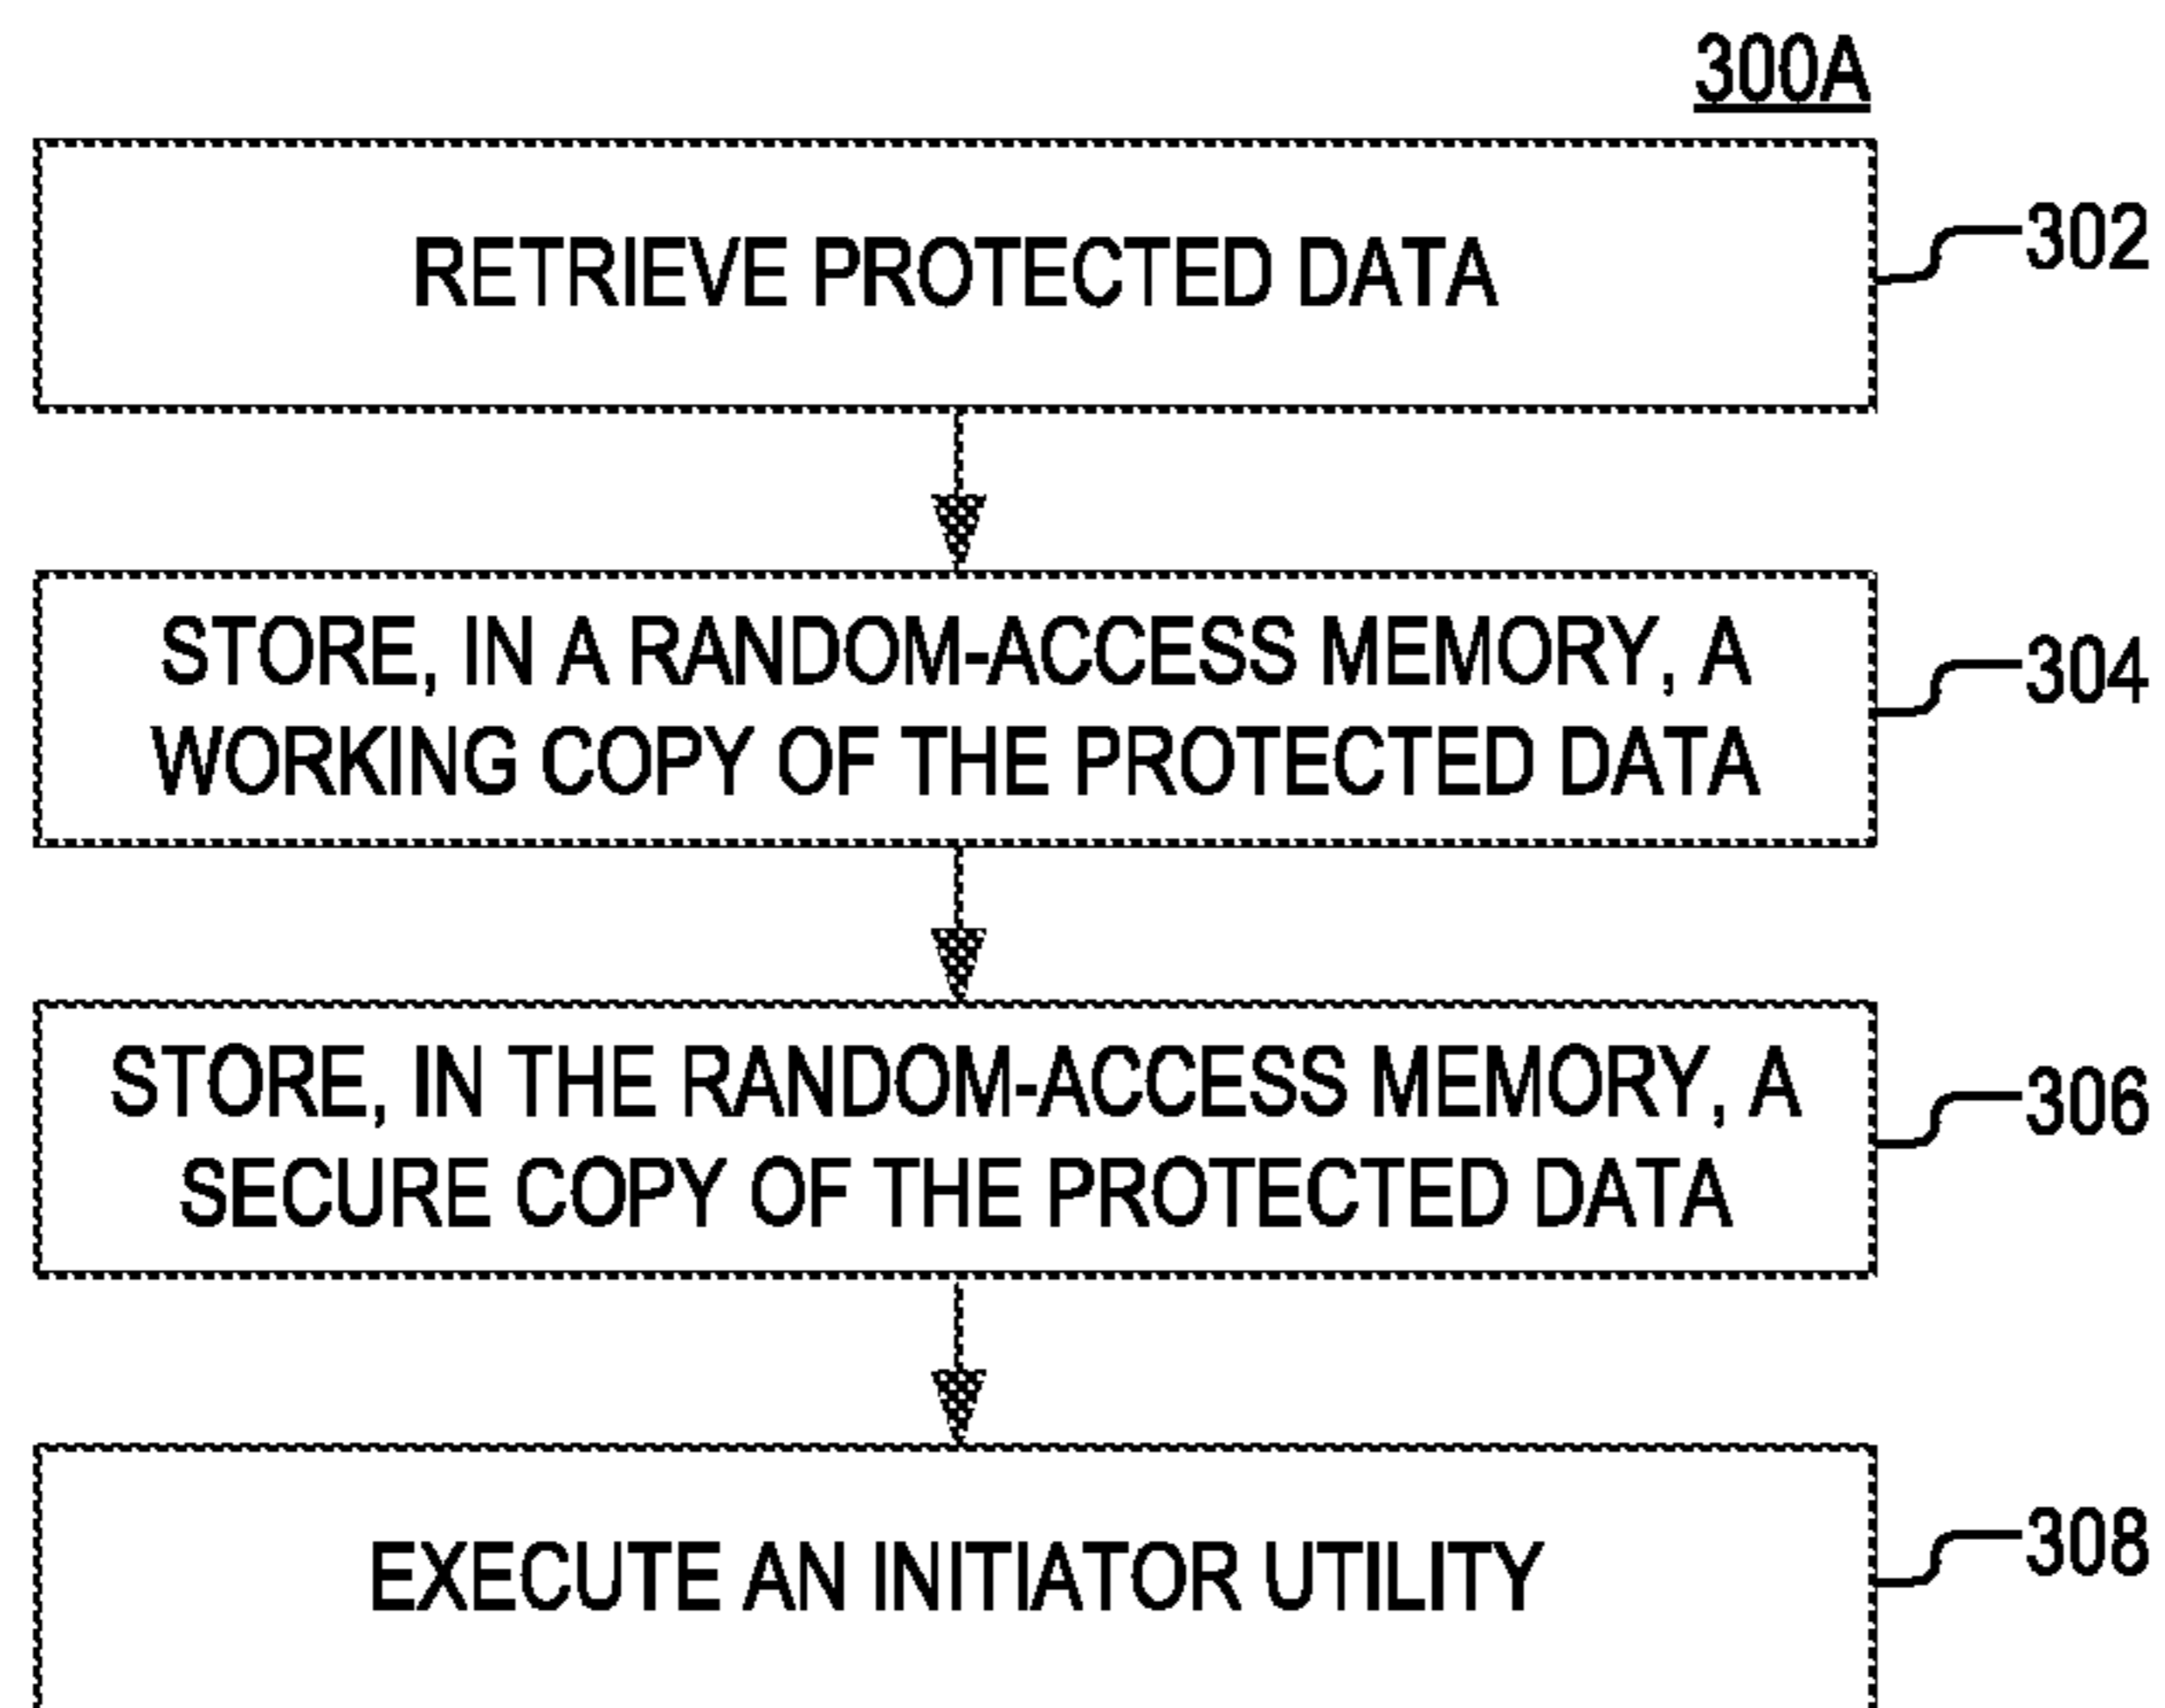 300A
RETRIEVE PROTECTED DATA
302
STORE, IN A RANDOM-ACCESS MEMORY, A
WORKING COPY OF THE PROTECTED DATA
304
STORE, IN THE RANDOM-ACCESS MEMORY, A
SECURE COPY OF THE PROTECTED DATA
306
EXECUTE AN INITIATOR UTILITY
308